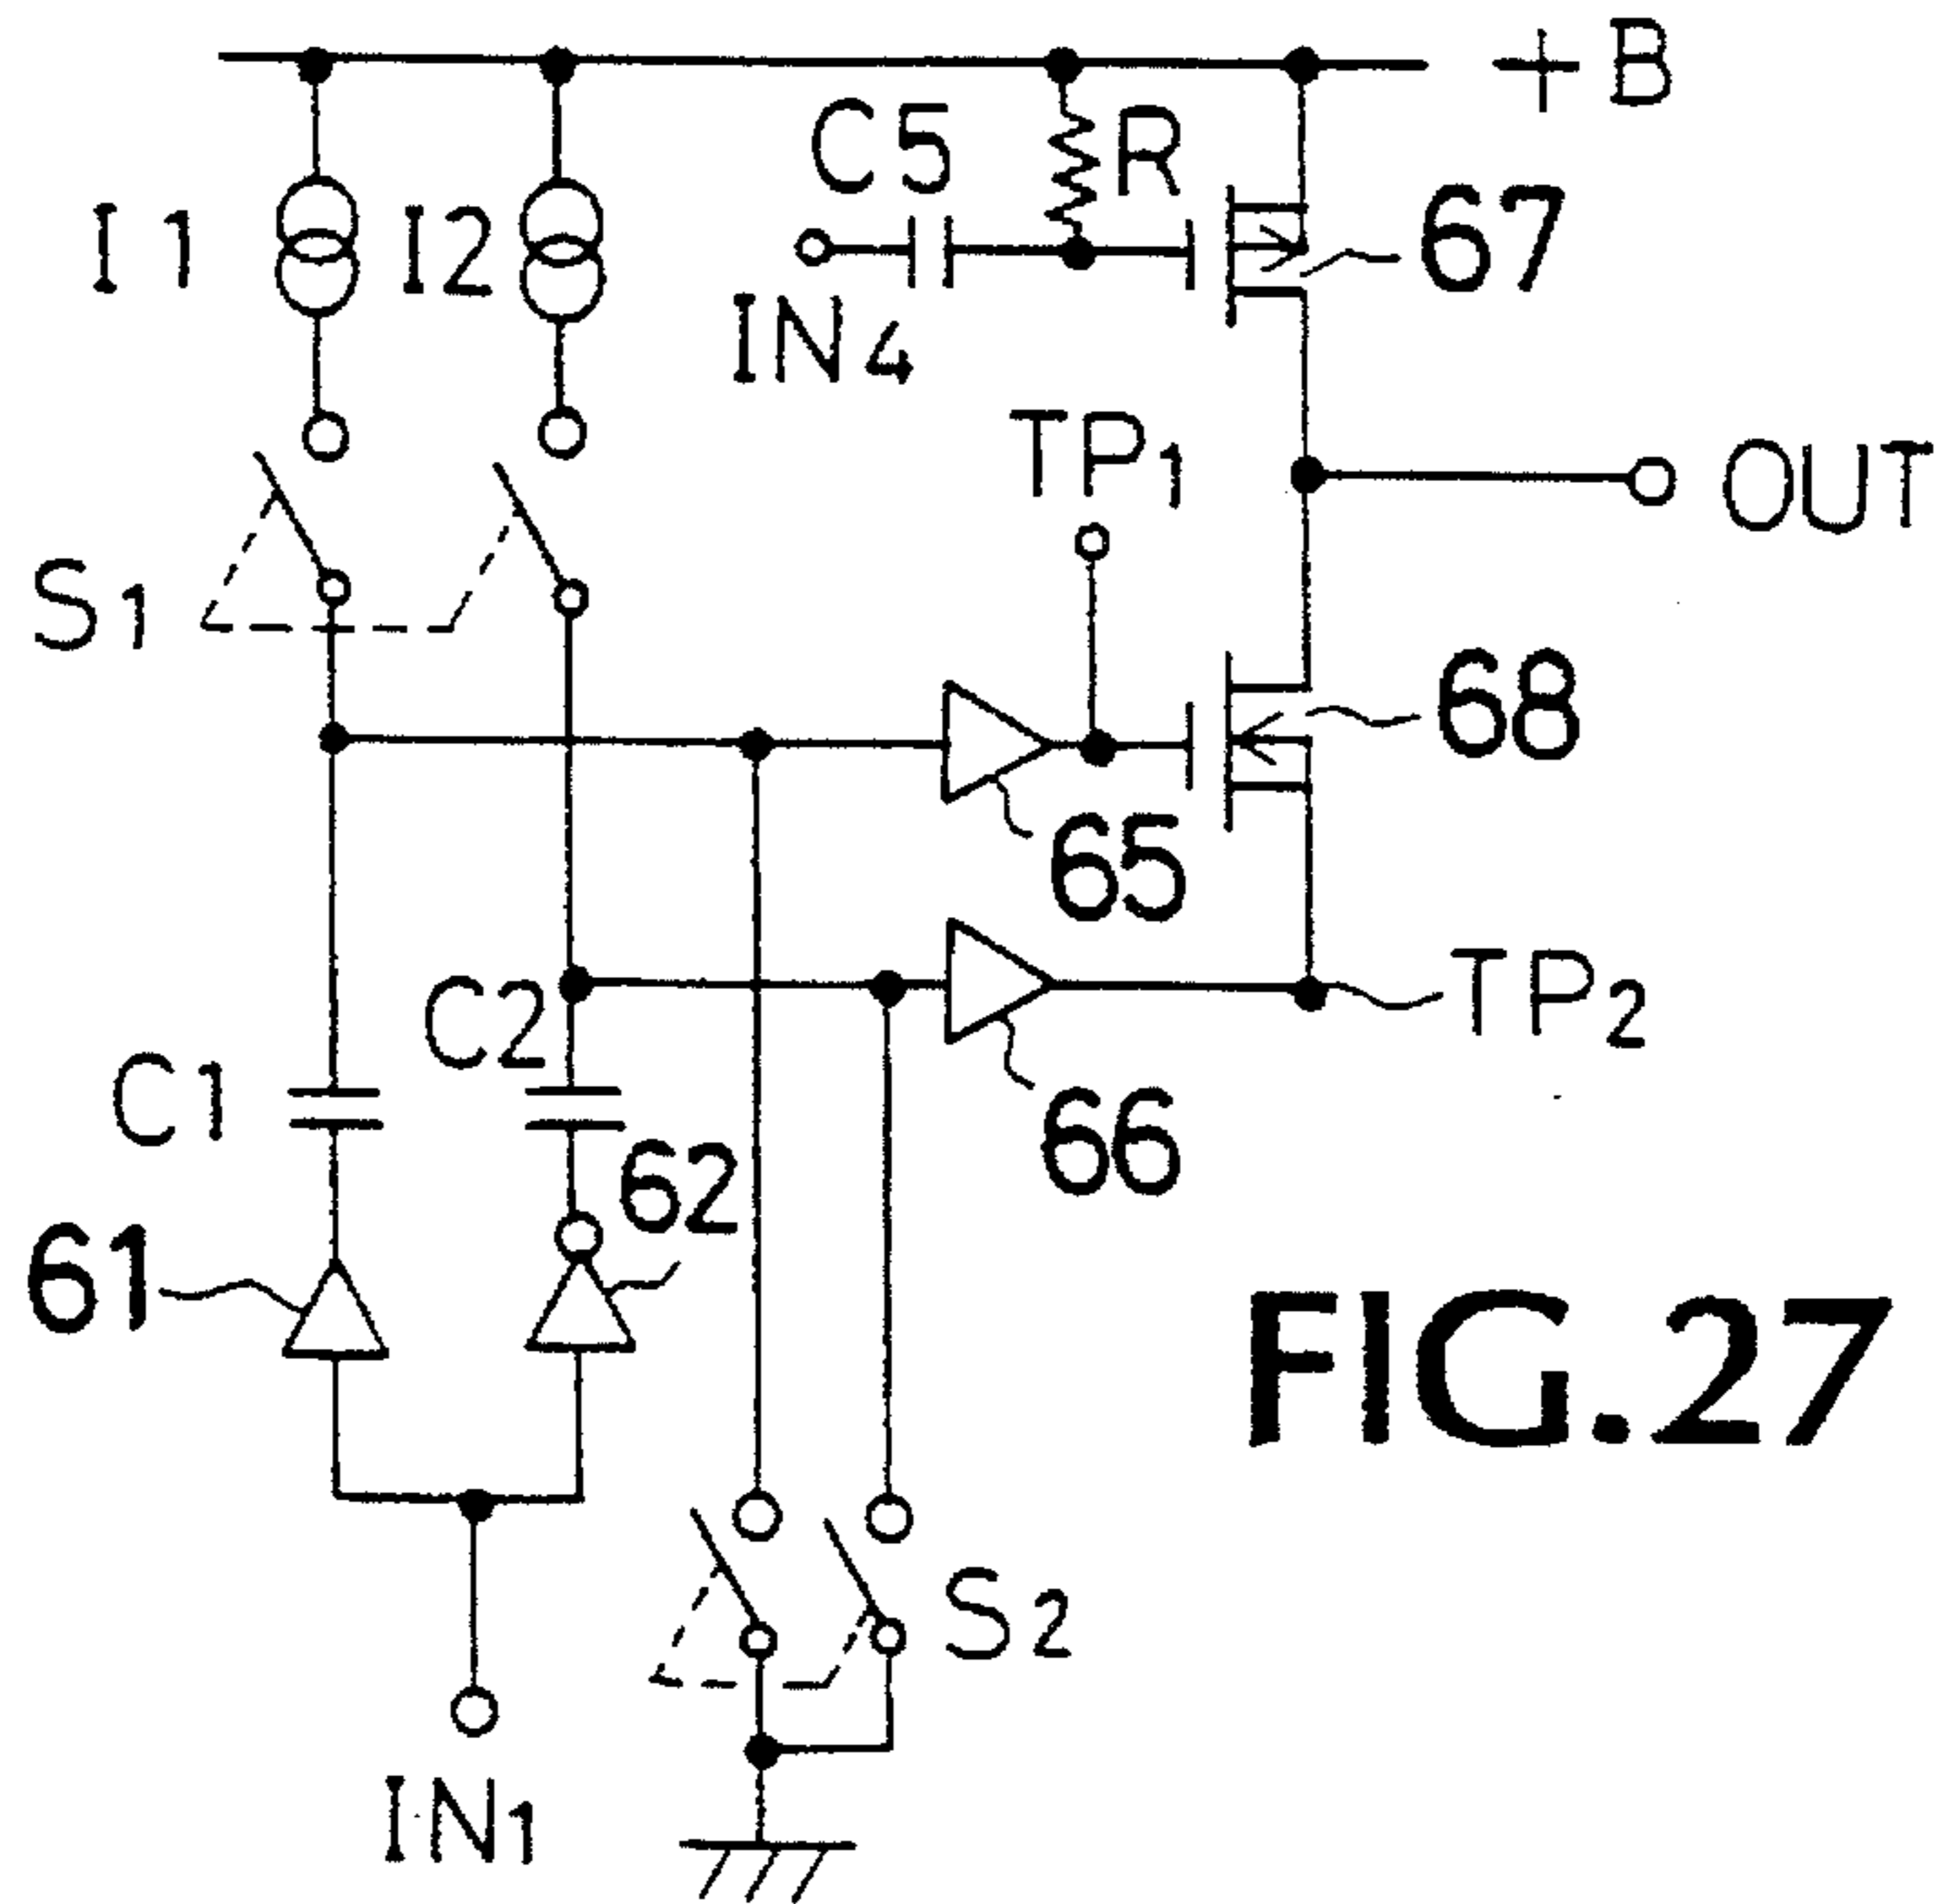 +B
C5
R
I1
I2
67
IN4
TP1
OUT
S1
68
65
C2
TP2
C1
62
66
61
FIG.27
S2
IN1